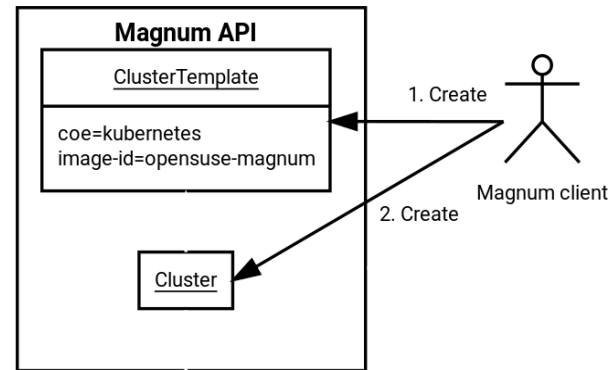 Magnum API
ClusterTemplate
coe=kubernetes
image-id=opensuse-magnum
1. Create
Magnum client
2. Create
Cluster